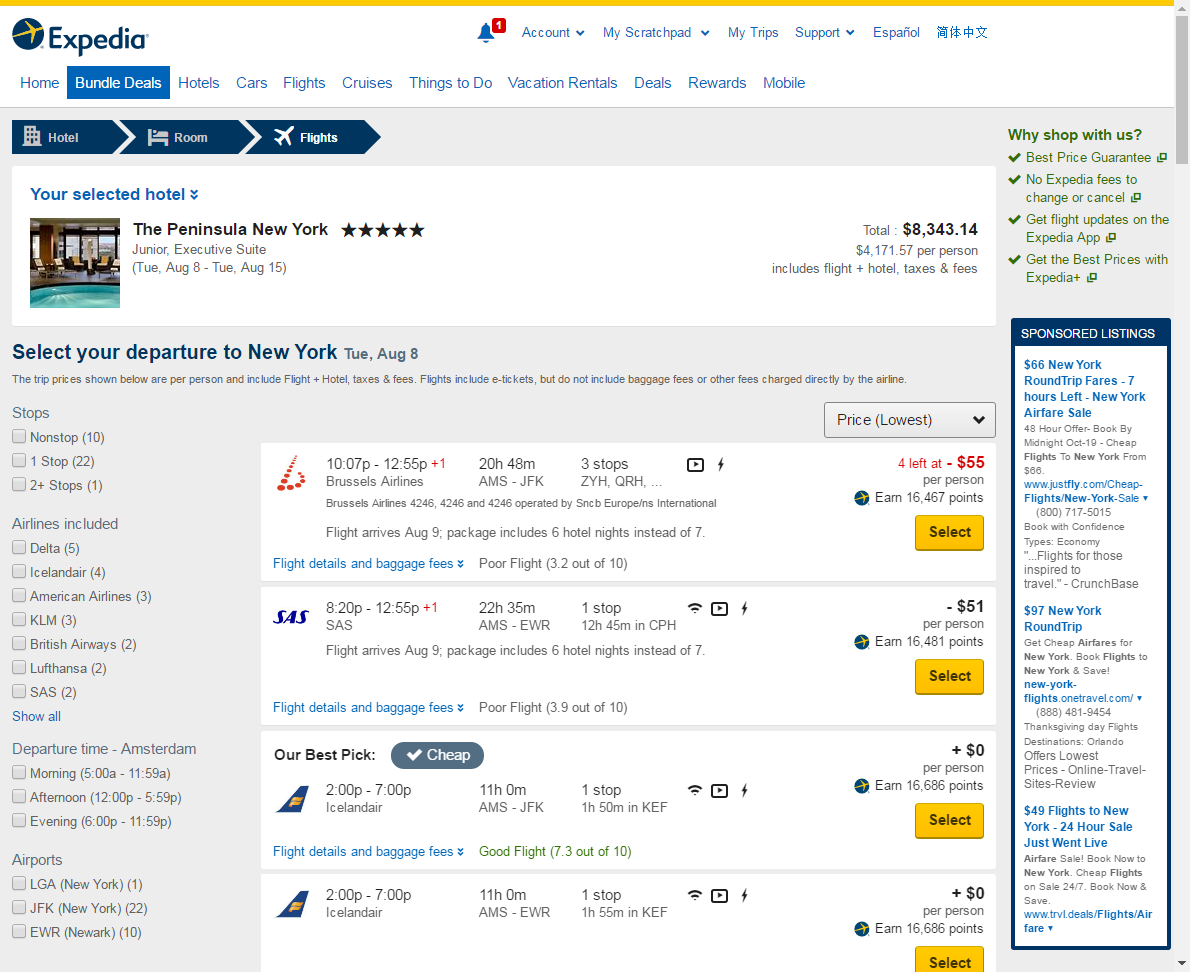 Expedia
1
Account
My Scratchpad
My Trips
Support
Español
简体中文
Home
Bundle Deals
Hotels
Cars
Flights
Cruises
Things to Do
Vacation Rentals
Deals
Rewards
Mobile
Hotel
Room
Flights
Your selected hotel
The Peninsula New York
Junior, Executive Suite
(Tue, Aug 8 - Tue, Aug 15)
Total : $8,343.14
$4,171.57 per person
includes flight + hotel, taxes & fees
Select your departure to New York Tue, Aug 8
The trip prices shown below are per person and include Flight + Hotel, taxes & fees. Flights include e-tickets, but do not include baggage fees or other fees charged directly by the airline.
Stops
Nonstop (10)
1 Stop (22)
2+ Stops (1)
Airlines included
Delta (5)
Icelandair (4)
American Airlines (3)
KLM (3)
British Airways (2)
Lufthansa (2)
SAS (2)
Show all
Departure time - Amsterdam
Morning (5:00a - 11:59a)
Afternoon (12:00p - 5:59p)
Evening (6:00p - 11:59p)
Airports
LGA (New York) (1)
JFK (New York) (22)
EWR (Newark) (10)
Price (Lowest)
10:07p - 12:55p +1
Brussels Airlines
20h 48m
AMS - JFK
3 stops
ZYH, QRH, ...
4 left at - $55
per person
Earn 16,467 points
Brussels Airlines 4246, 4246 and 4246 operated by Sncb Europe/ns International
Flight arrives Aug 9; package includes 6 hotel nights instead of 7.
Select
Flight details and baggage fees
Poor Flight (3.2 out of 10)
SAS
8:20p - 12:55p +1
SAS
22h 35m
AMS - EWR
1 stop
12h 45m in CPH
- $51
per person
Earn 16,481 points
Flight arrives Aug 9; package includes 6 hotel nights instead of 7.
Select
Flight details and baggage fees
Poor Flight (3.9 out of 10)
Our Best Pick:
Cheap
2:00p - 7:00p
Icelandair
11h 0m
AMS - JFK
1 stop
1h 50m in KEF
+ $0
per person
Earn 16,686 points
Select
Flight details and baggage fees
Good Flight (7.3 out of 10)
2:00p - 7:00p
Icelandair
11h 0m
AMS - EWR
1 stop
1h 55m in KEF
+ $0
per person
Earn 16,686 points
Select
Why shop with us?
Best Price Guarantee
No Expedia fees to
change or cancel
Get flight updates on the
Expedia App
Get the Best Prices with
Expedia+
SPONSORED LISTINGS
$66 New York
RoundTrip Fares - 7
hours Left - New York
Airfare Sale
48 Hour Offer- Book By
Midnight Oct-19 - Cheap
Flights To New York From
$66.
www.justfly.com/Cheap-
Flights/New-York-Sale
(800) 717-5015
Book with Confidence
Types: Economy
"...Flights for those
inspired to
travel." - CrunchBase
$97 New York
RoundTrip
Get Cheap Airfares for
New York. Book Flights to
New York & Save!
new-york-
flights.onetravel.com/
(888) 481-9454
Thanksgiving day Flights
Destinations: Orlando
Offers Lowest
Prices - Online-Travel-
Sites-Review
$49 Flights to New
York - 24 Hour Sale
Just Went Live
Airfare Sale! Book Now to
New York. Cheap Flights
on Sale 24/7. Book Now &
Save.
www.trvl.deals/Flights/Air
fare